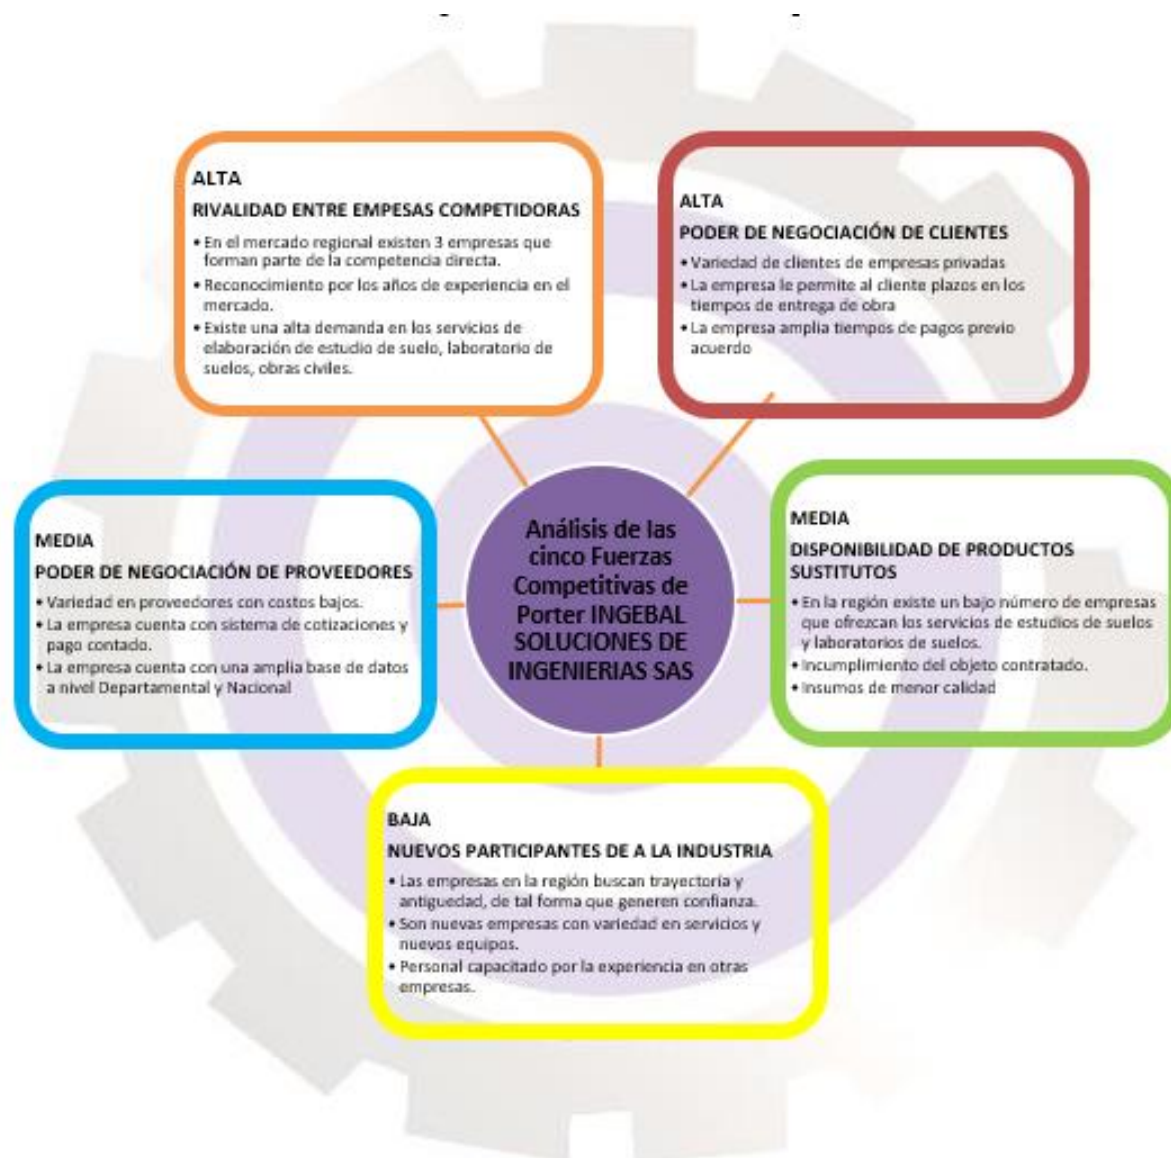 ALTA
RIVALIDAD ENTRE EMPESAS COMPETIDORAS
• En el mercado regional existen 3 empresas que
forman parte de la competencia directa.
• Reconocimiento por los años de experiencia en el
mercado.
• Existe una alta demanda en los servicios de
elaboración de estudio de suelo, laboratorio de
suelos, obras civiles.
ALTA
PODER DE NEGOCIACIÓN DE CLIENTES
• Variedad de clientes de empresas privadas
• La empresa le permite al cliente plazos en los
tiempos de entrega de obra
• La empresa amplia tiempos de pagos previo
acuerdo
MEDIA
PODER DE NEGOCIACIÓN DE PROVEEDORES
• Variedad en proveedores con costos bajos.
• La empresa cuenta con sistema de cotizaciones y
pago contado.
• La empresa cuenta con una amplia base de datos
a nivel Departamental y Nacional
Análisis de las
cinco Fuerzas
Competitivas de
Porter INGEBAL
SOLUCIONES DE
INGENIERIAS SAS
MEDIA
DISPONIBILIDAD DE PRODUCTOS
SUSTITUTOS
• En la región existe un bajo número de empresas
que ofrezcan los servicios de estudios de suelos
y laboratorios de suelos.
• Incumplimiento del objeto contratado.
• Insumos de menor calidad
BAJA
NUEVOS PARTICIPANTES DE A LA INDUSTRIA
• Las empresas en la región buscan trayectoria y
antiguedad, de tal forma que generen confianza.
• Son nuevas empresas con variedad en servicios y
nuevos equipos.
• Personal capacitado por la experiencia en otras
empresas.